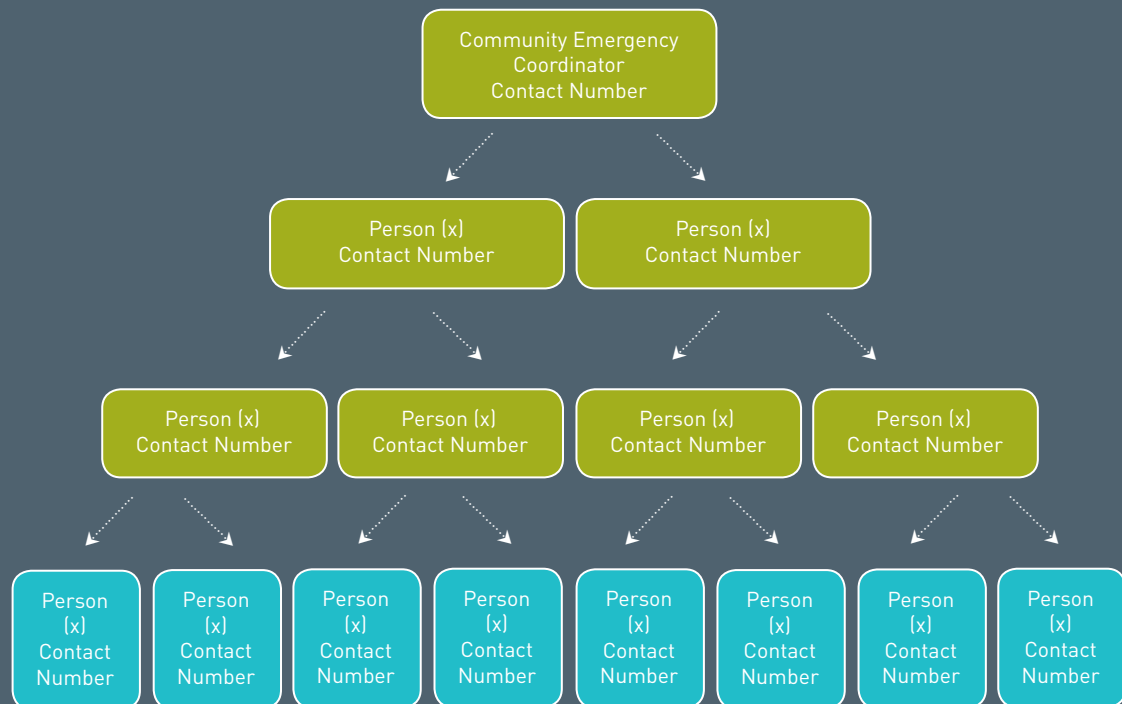 Community Emergency
Coordinator
Contact Number
Person (x)
Contact Number
Person (x)
Contact Number
Person (x)
Contact Number
Person (x)
Contact Number
Person (x)
Contact Number
Person (x)
Contact Number
Person
(x)
Contact
Number
Person
(x)
Contact
Number
Person
(x)
Contact
Number
Person
(x)
Contact
Number
Person
(x)
Contact
Number
Person
(x)
Contact
Number
Person
(x)
Contact
Number
Person
(x)
Contact
Number